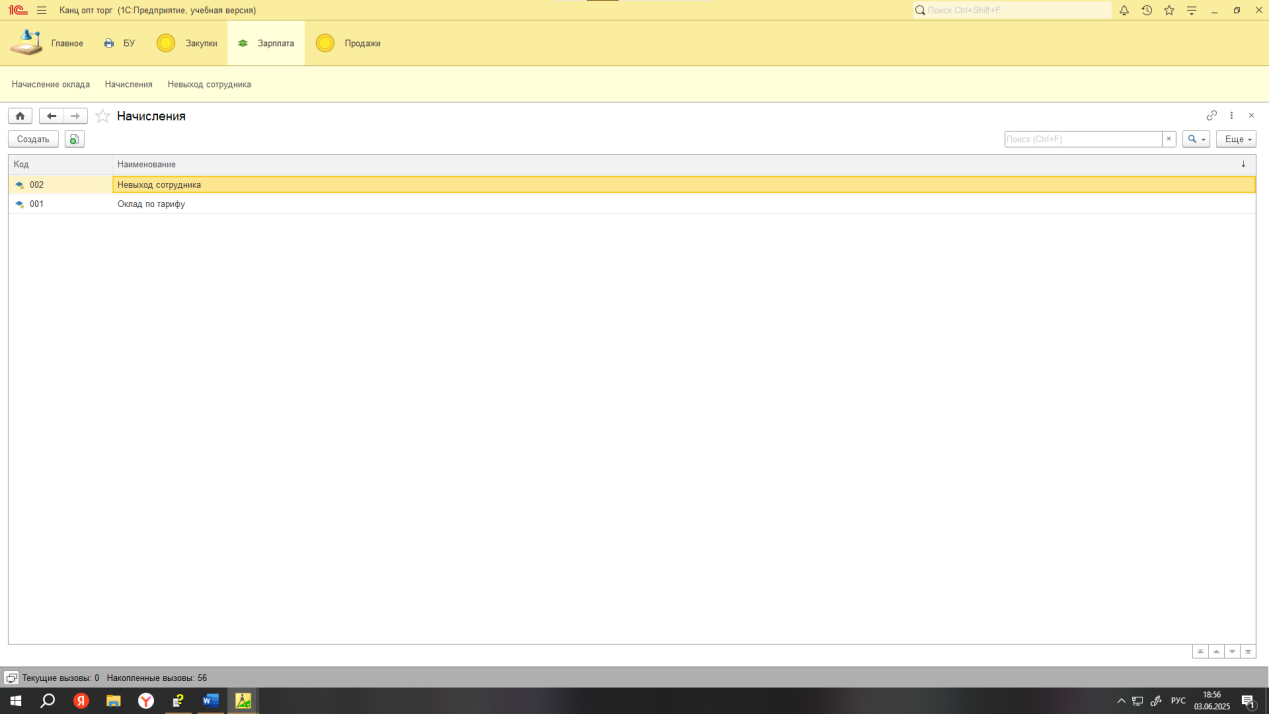 1С Канц опт торг (1С:Предприятие, учебная версия) Поиск Ctrl+Shift+F
Главное БУ Закупки Зарплата Продажи
Начисление оклада Начисления Невыход сотрудника
Начисления
Создать Поиск (Ctrl+F) × Еще
Код Наименование ↓
002 Невыход сотрудника
001 Оклад по тарифу
Текущие вызовы: 0 Накопленные вызовы: 56
Я Y ? W РУС 18:56
03.06.2025 1